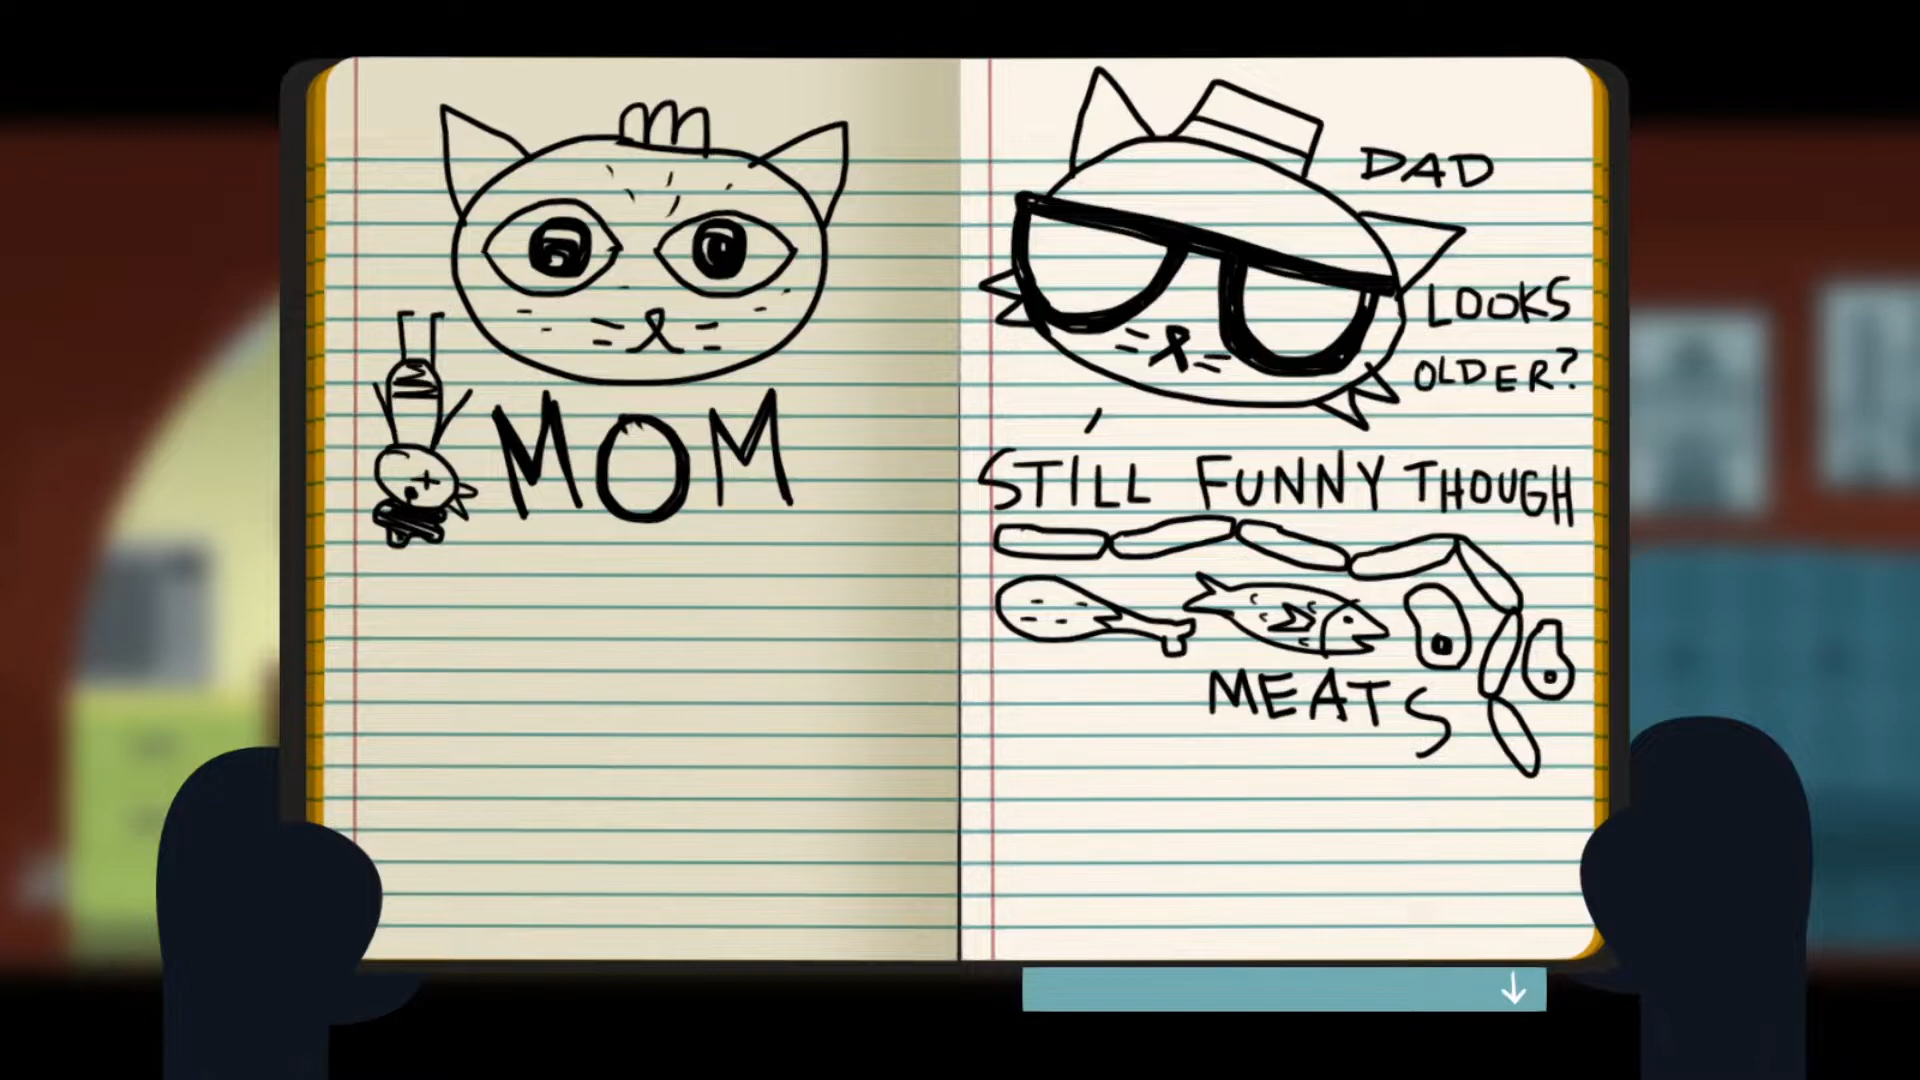 MOM
DAD
LOOKS
OLDER?
STILL FUNNY THOUGH
MEATS